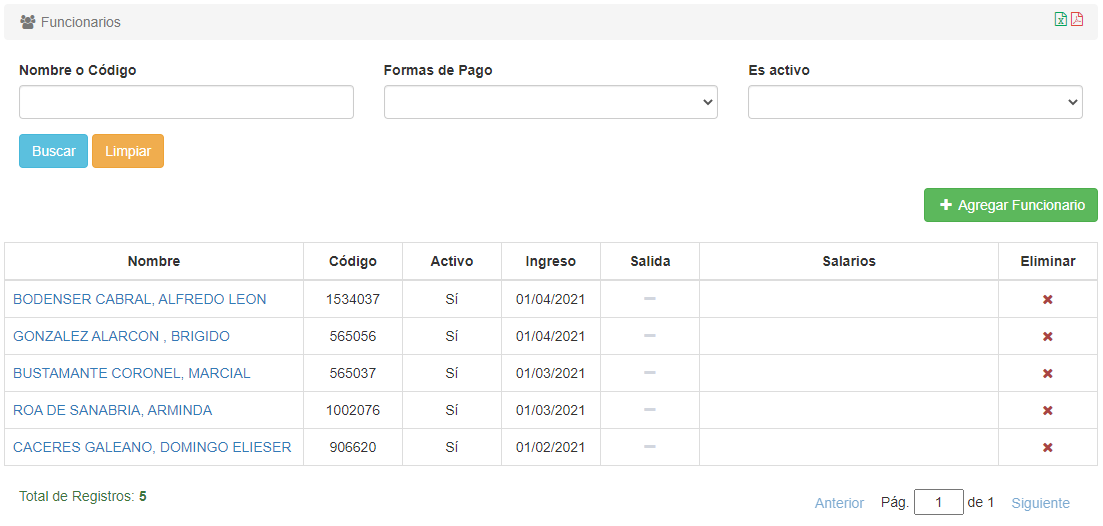 Funcionarios
Nombre o Código Formas de Pago Es activo
Buscar Limpiar
Agregar Funcionario
Nombre Código Activo Ingreso Salida Salarios Eliminar
BODENSER CABRAL, ALFREDO LEON 1534037 Sí 01/04/2021 —
GONZALEZ ALARCON , BRIGIDO 565056 Sí 01/04/2021 —
BUSTAMANTE CORONEL, MARCIAL 565037 Sí 01/03/2021 —
ROA DE SANABRIA, ARMINDA 1002076 Sí 01/03/2021 —
CACERES GALEANO, DOMINGO ELIESER 906620 Sí 01/02/2021 —
Total de Registros: 5
Anterior Pág. 1 de 1 Siguiente